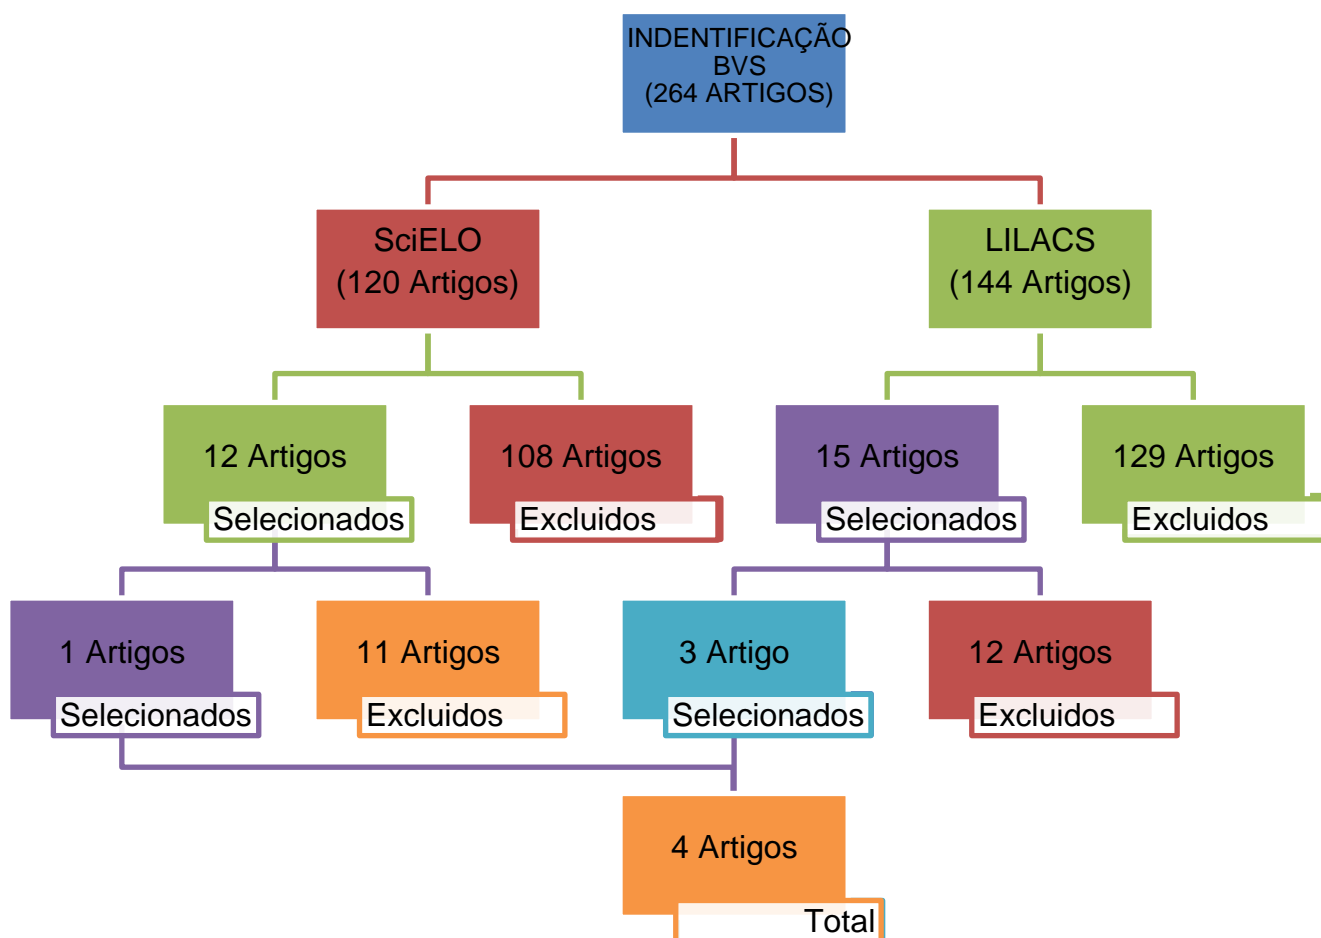 INDENTIFICAÇÃO
BVS
(264 ARTIGOS)
SciELO
(120 Artigos)
LILACS
(144 Artigos)
12 Artigos
Selecionados
108 Artigos
Excluidos
15 Artigos
Selecionados
129 Artigos
Excluidos
1 Artigos
Selecionados
11 Artigos
Excluidos
3 Artigo
Selecionados
12 Artigos
Excluidos
4 Artigos
Total